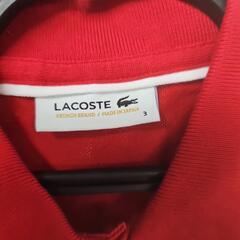 LACOSTE
FRENCH BRAND / MADE IN JAPAN
3